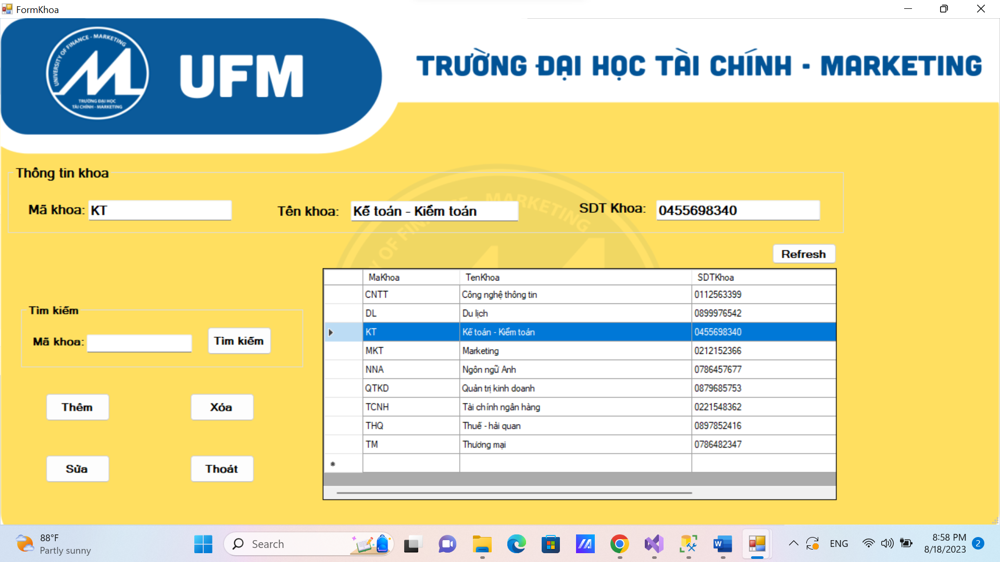 FormKhoa
UNIVERSITY OF FINANCE - MARKETING
TRƯỜNG ĐẠI HỌC
TÀI CHÍNH - MARKETING
UFM
TRƯỜNG ĐẠI HỌC TÀI CHÍNH - MARKETING
Thông tin khoa
Mã khoa: KT
Tên khoa: Kế toán - Kiểm toán
SDT Khoa: 0455698340
Refresh
MaKhoa TenKhoa SDTKhoa
CNTT Công nghệ thông tin 0112563399
DL Du lịch 0899976542
KT Kế toán - Kiểm toán 0455698340
MKT Marketing 0212152366
NNA Ngôn ngữ Anh 0786457677
QTKD Quản trị kinh doanh 0879685753
TCNH Tài chính ngân hàng 0221548362
THQ Thuế - hải quan 0897852416
TM Thương mại 0786482347
Tìm kiếm
Mã khoa:
Tìm kiếm
Thêm
Xóa
Sửa
Thoát
88°F
Partly sunny
Search
ENG
8:58 PM
8/18/2023
2